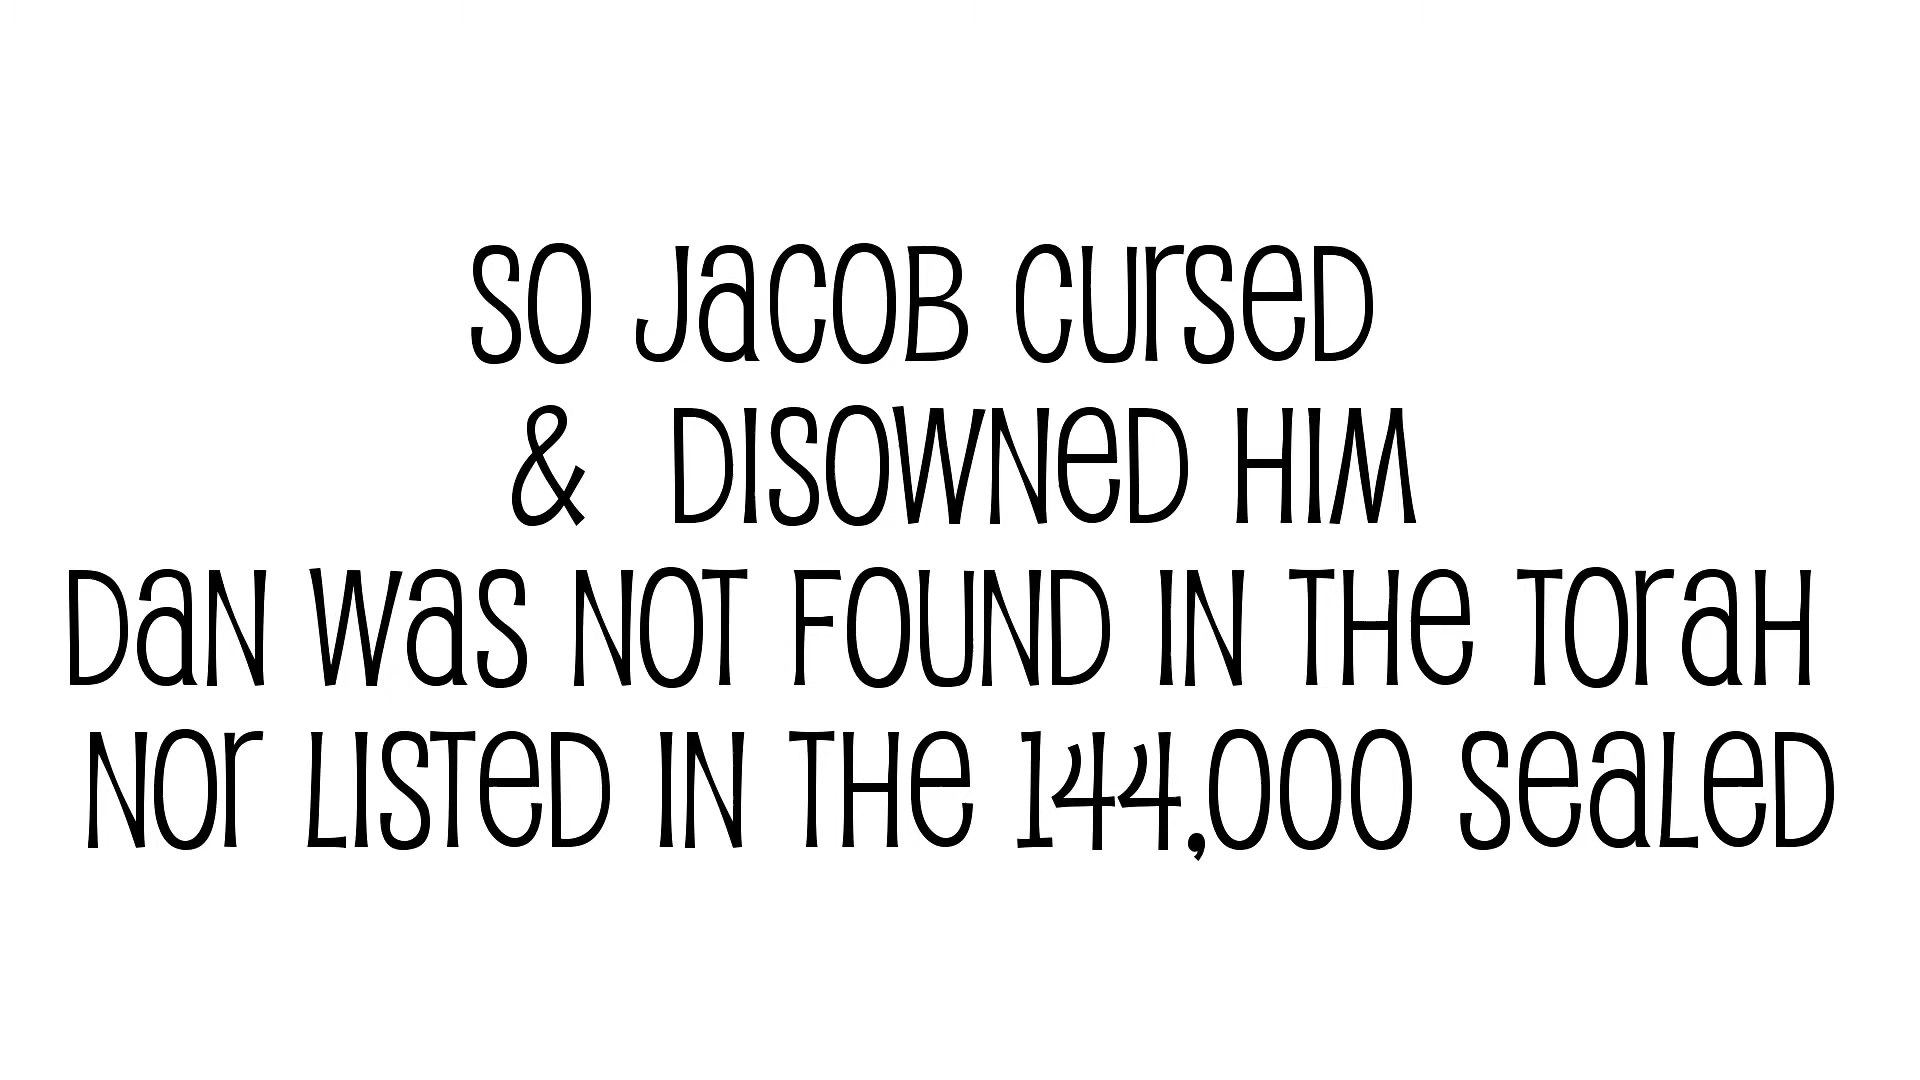 SO JaCOB CUrSeD
& DISOWNeD HIM
DaN WaS NOT FOUND IN THe TOraH
NOr LISTeD IN THe 144,000 SeaLeD